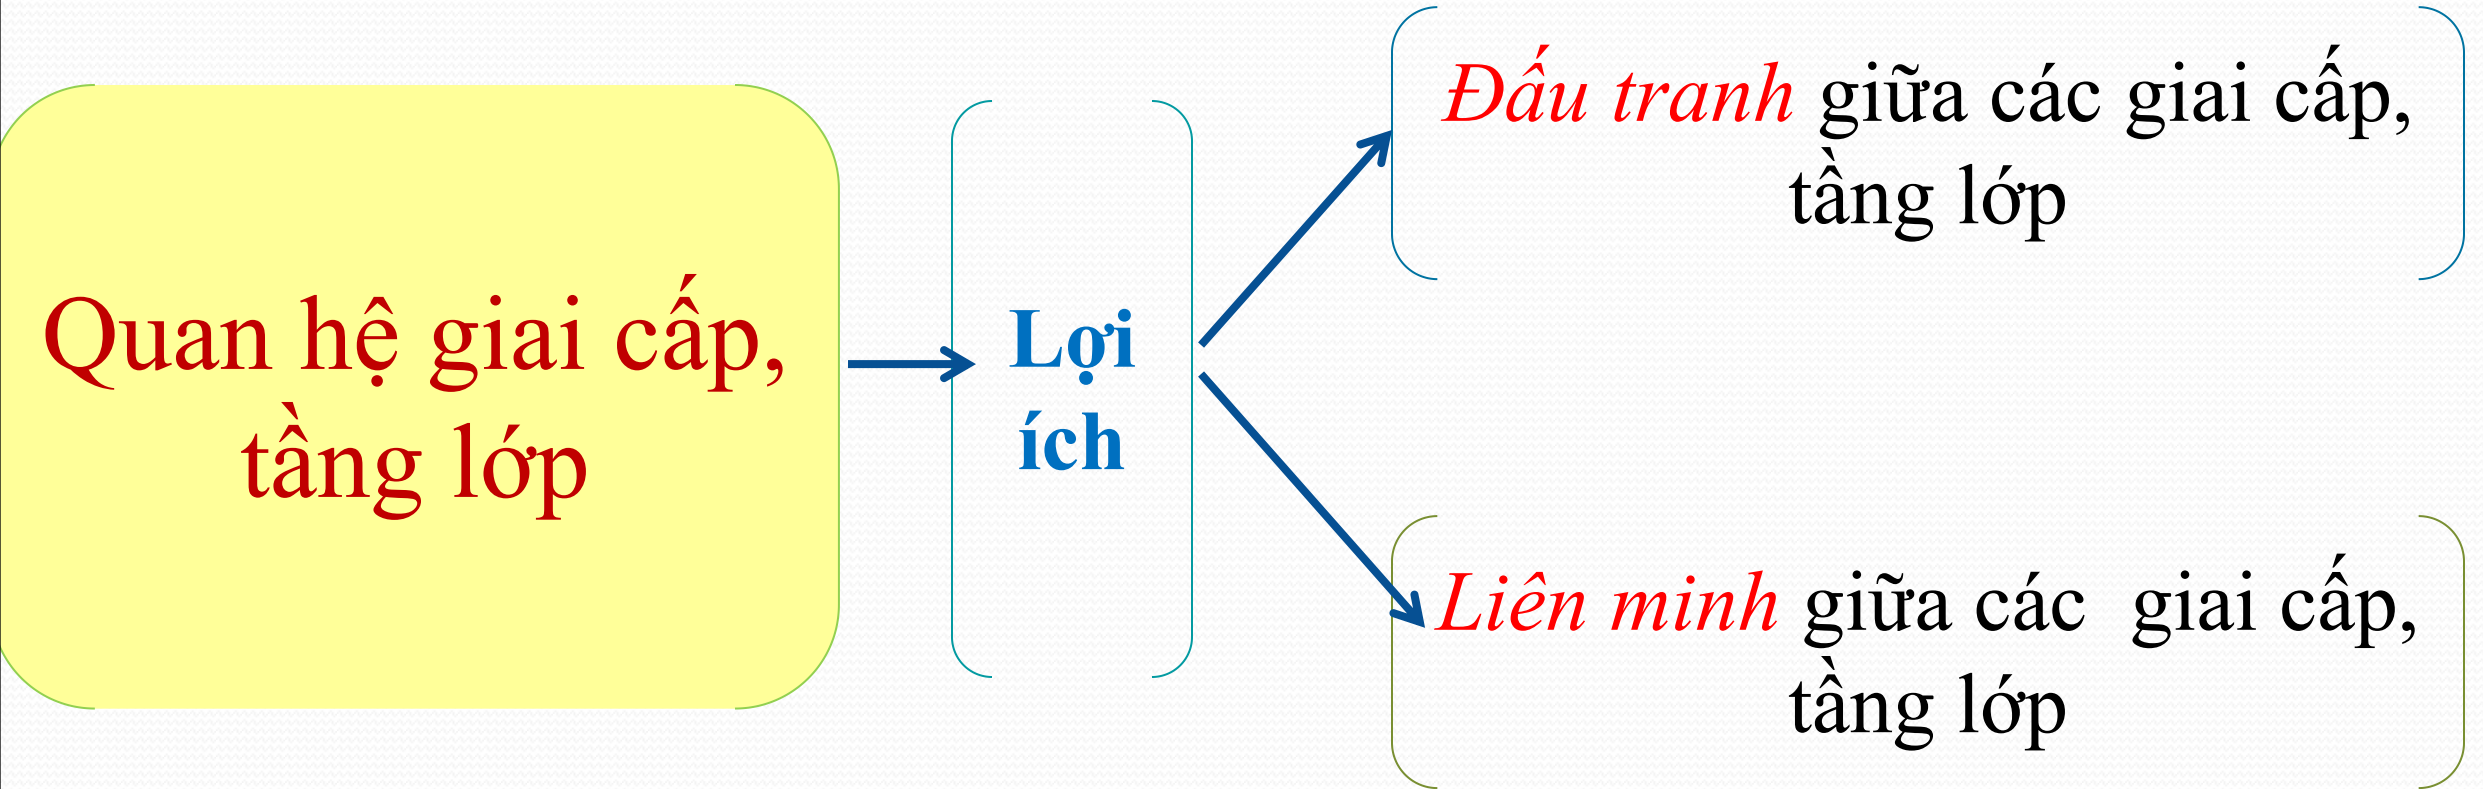 Quan hệ giai cấp,
tầng lớp
Lợi
ích
Đấu tranh giữa các giai cấp,
tầng lớp
Liên minh giữa các  giai cấp,
tầng lớp